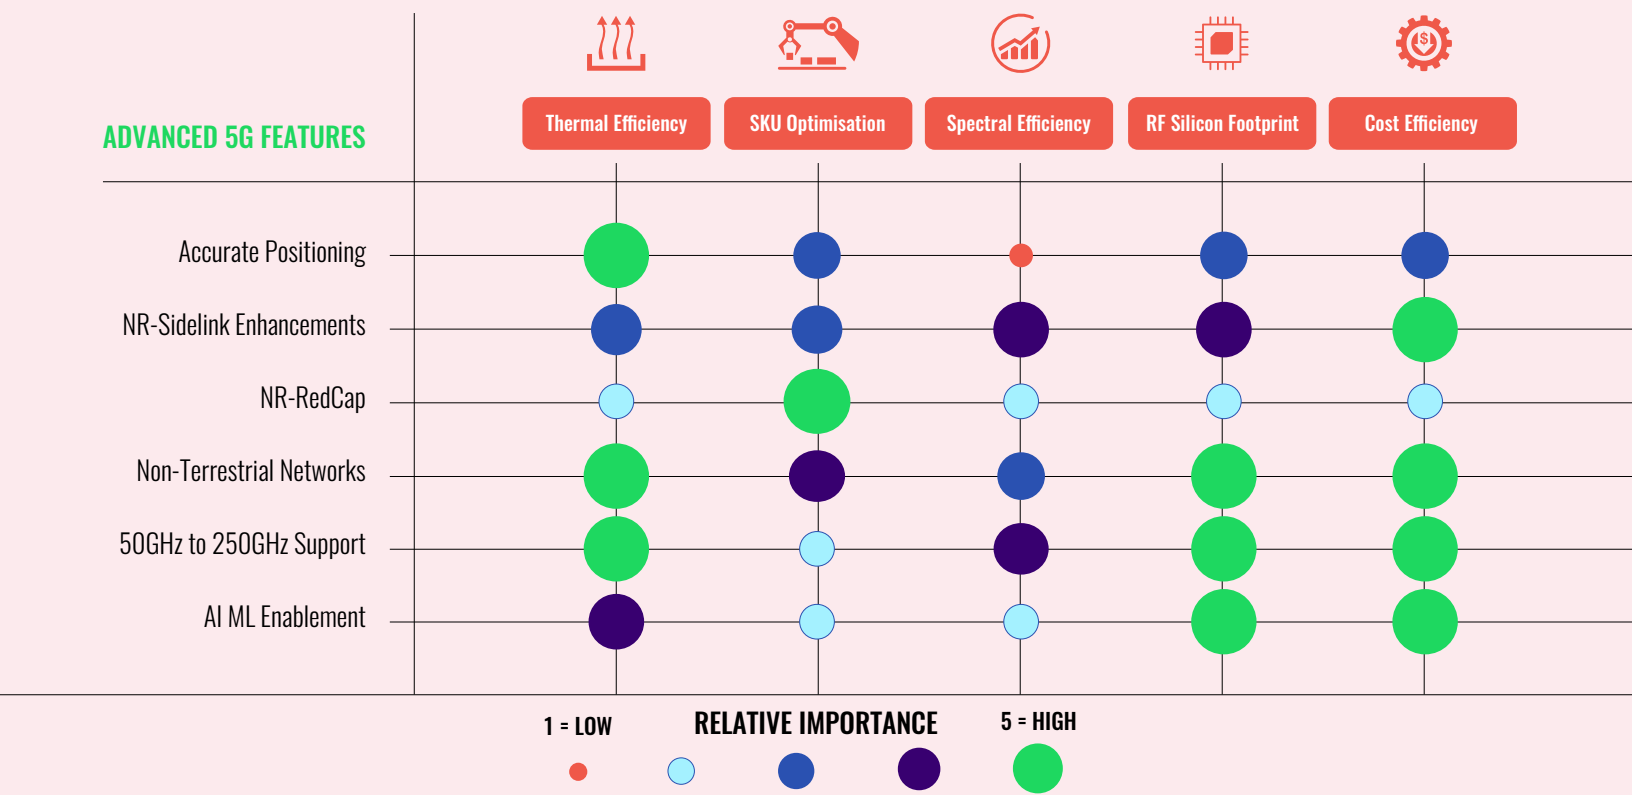 ADVANCED 5G FEATURES
Thermal Efficiency
SKU Optimisation
Spectral Efficiency
RF Silicon Footprint
Cost Efficiency
$
Accurate Positioning
NR-Sidelink Enhancements
NR-RedCap
Non-Terrestrial Networks
50GHz to 250GHz Support
AI ML Enablement
1 = LOW
RELATIVE IMPORTANCE
5 = HIGH